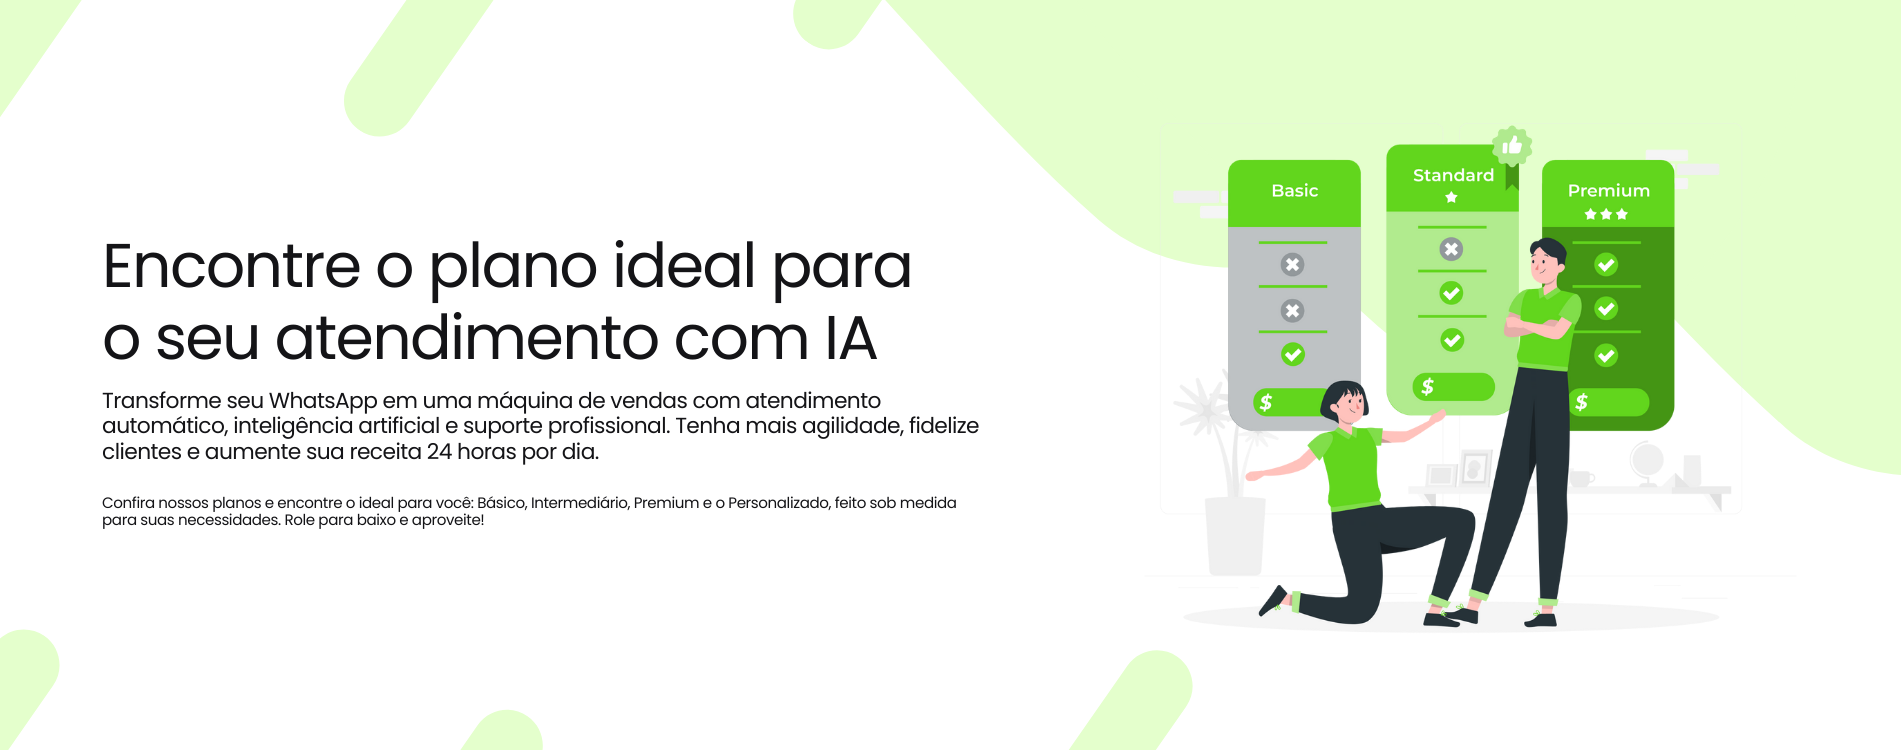 Encontre o plano ideal para
o seu atendimento com IA
Transforme seu WhatsApp em uma máquina de vendas com atendimento
automático, inteligência artificial e suporte profissional. Tenha mais agilidade, fidelize
clientes e aumente sua receita 24 horas por dia.
Confira nossos planos e encontre o ideal para você: Básico, Intermediário, Premium e o Personalizado, feito sob medida
para suas necessidades. Role para baixo e aproveite!
Basic
$
Standard
$
Premium
$